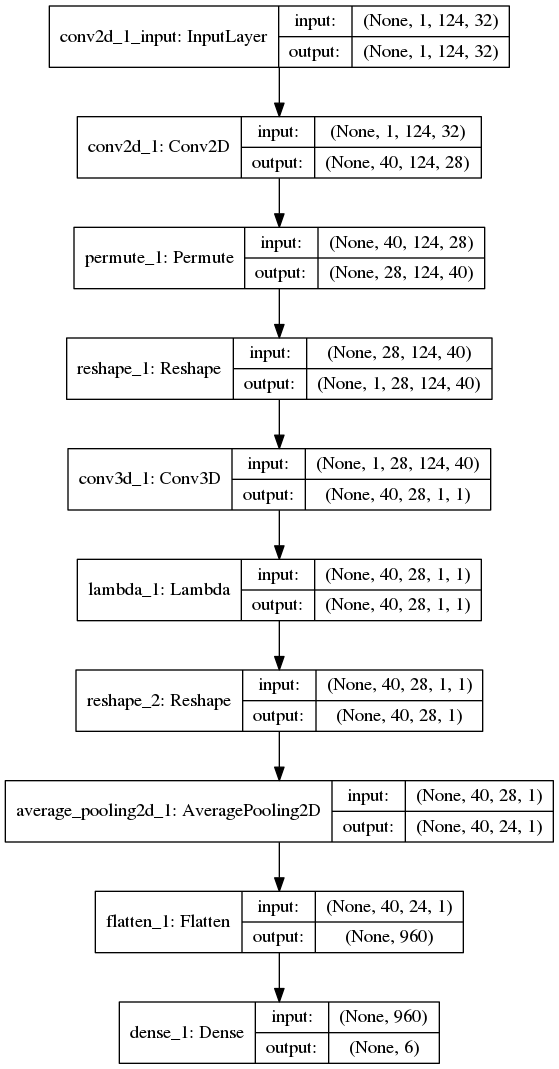 conv2d_1_input: InputLayer
input: (None, 1, 124, 32)
output: (None, 1, 124, 32)
conv2d_1: Conv2D
input: (None, 1, 124, 32)
output: (None, 40, 124, 28)
permute_1: Permute
input: (None, 40, 124, 28)
output: (None, 28, 124, 40)
reshape_1: Reshape
input: (None, 28, 124, 40)
output: (None, 1, 28, 124, 40)
conv3d_1: Conv3D
input: (None, 1, 28, 124, 40)
output: (None, 40, 28, 1, 1)
lambda_1: Lambda
input: (None, 40, 28, 1, 1)
output: (None, 40, 28, 1, 1)
reshape_2: Reshape
input: (None, 40, 28, 1, 1)
output: (None, 40, 28, 1)
average_pooling2d_1: AveragePooling2D
input: (None, 40, 28, 1)
output: (None, 40, 24, 1)
flatten_1: Flatten
input: (None, 40, 24, 1)
output: (None, 960)
dense_1: Dense
input: (None, 960)
output: (None, 6)